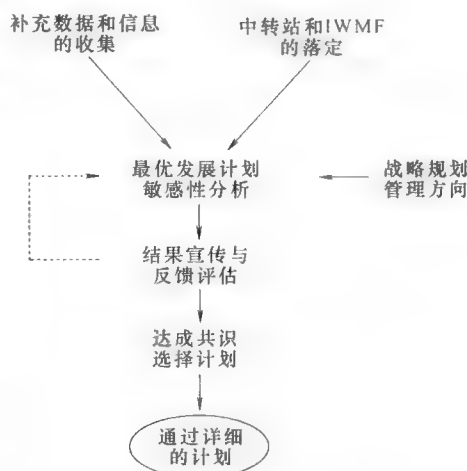 补充数据和信息
的收集
中转站和IWMF
的落定
最优发展计划
敏感性分析
战略规划
管理方向
结果宣传与
反馈评估
达成共识
选择计划
通过详细
的计划